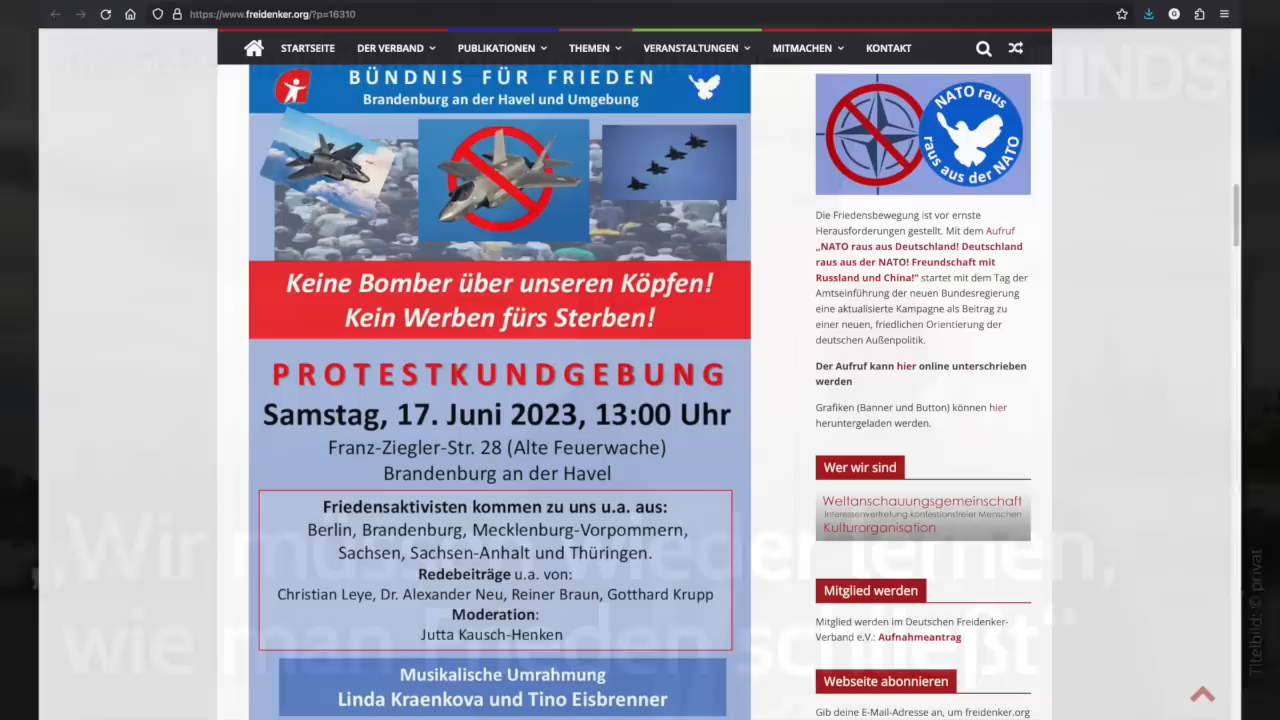 https://www.freidenker.org/?p=16310
STARTSEITE
DER VERBAND
PUBLIKATIONEN
THEMEN
VERANSTALTUNGEN
MITMACHEN
KONTAKT
BÜNDNIS FÜR FRIEDEN
Brandenburg an der Havel und Umgebung
Keine Bomber über unseren Köpfen!
Kein Werben fürs Sterben!
PROTESTKUNDGEBUNG
Samstag, 17. Juni 2023, 13:00 Uhr
Franz-Ziegler-Str. 28 (Alte Feuerwache)
Brandenburg an der Havel
Friedensaktivisten kommen zu uns u.a. aus:
Berlin, Brandenburg, Mecklenburg-Vorpommern,
Sachsen, Sachsen-Anhalt und Thüringen.
Redebeiträge u.a. von:
Christian Leye, Dr. Alexander Neu, Reiner Braun, Gotthard Krupp
Moderation:
Jutta Kausch-Henken
Musikalische Umrahmung
Linda Kraenkova und Tino Eisbrenner
NATO raus
raus aus der NATO!
Die Friedensbewegung ist vor ernste
Herausforderungen gestellt. Mit dem Aufruf
„NATO raus aus Deutschland! Deutschland
raus aus der NATO! Freundschaft mit
Russland und China!“ startet mit dem Tag der
Amtseinführung der neuen Bundesregierung
eine aktualisierte Kampagne als Beitrag zu
einer neuen, friedlichen Orientierung der
deutschen Außenpolitik.
Der Aufruf kann hier online unterschrieben
werden
Grafiken (Banner und Button) können hier
heruntergeladen werden.
Wer wir sind
Weltanschauungsgemeinschaft
Interessenvertretung konfessionsfreier Menschen
Kulturorganisation
Mitglied werden
Mitglied werden im Deutschen Freidenker-
Verband e.V.: Aufnahmeantrag
Webseite abonnieren
Gib deine E-Mail-Adresse an, um freidenker.org
Titelbild: © privat